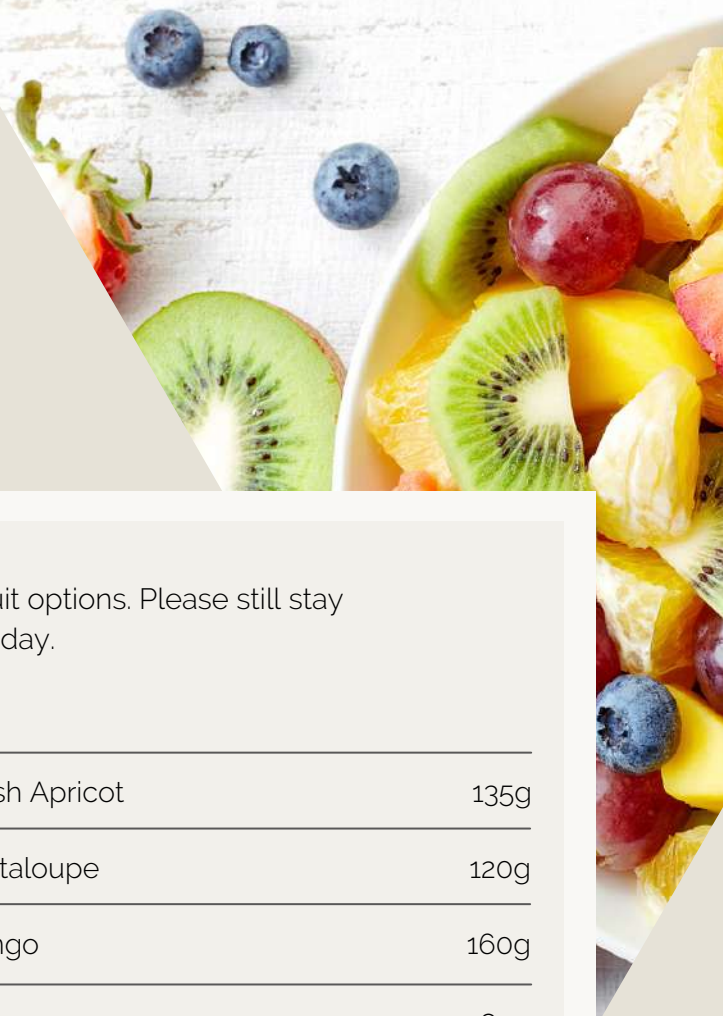 uit options. Please still stay
day.
sh Apricot 135g
taloupe 120g
ngo 160g